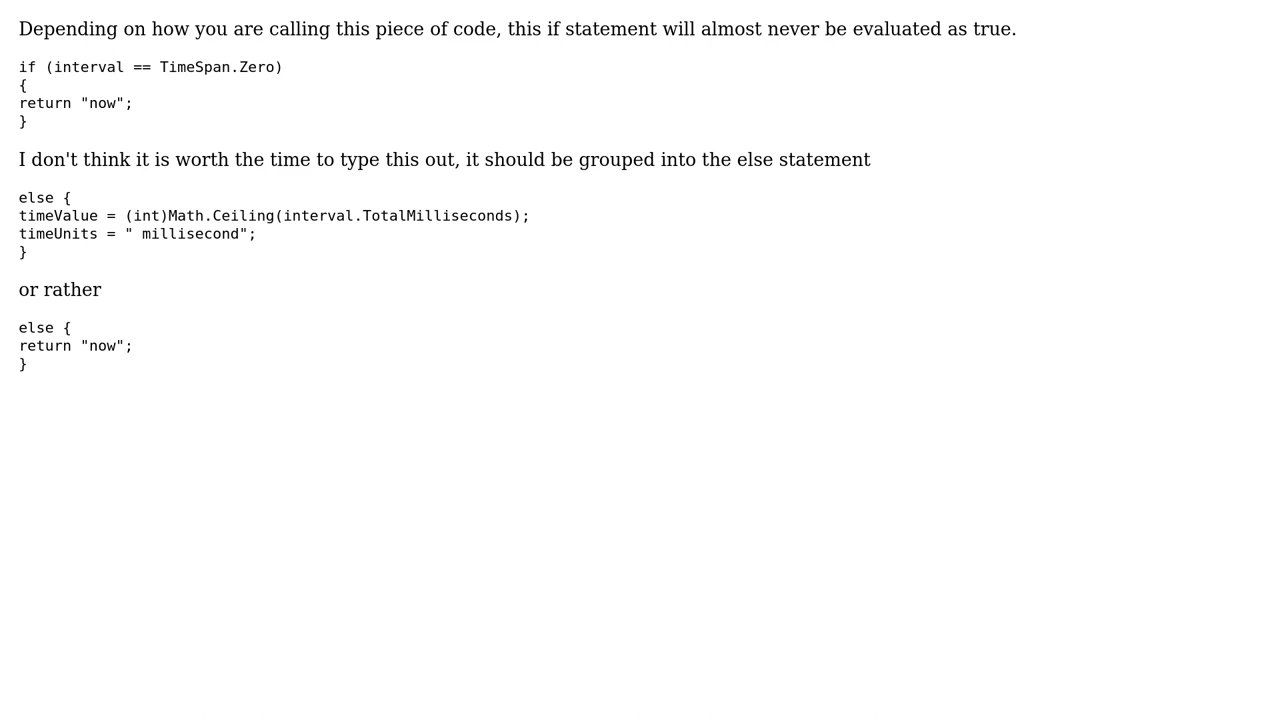 Depending on how you are calling this piece of code, this if statement will almost never be evaluated as true.
if (interval == TimeSpan.Zero)
{
return "now";
}
I don't think it is worth the time to type this out, it should be grouped into the else statement
else {
timeValue = (int)Math.Ceiling(interval.TotalMilliseconds);
timeUnits = " millisecond";
}
or rather
else {
return "now";
}